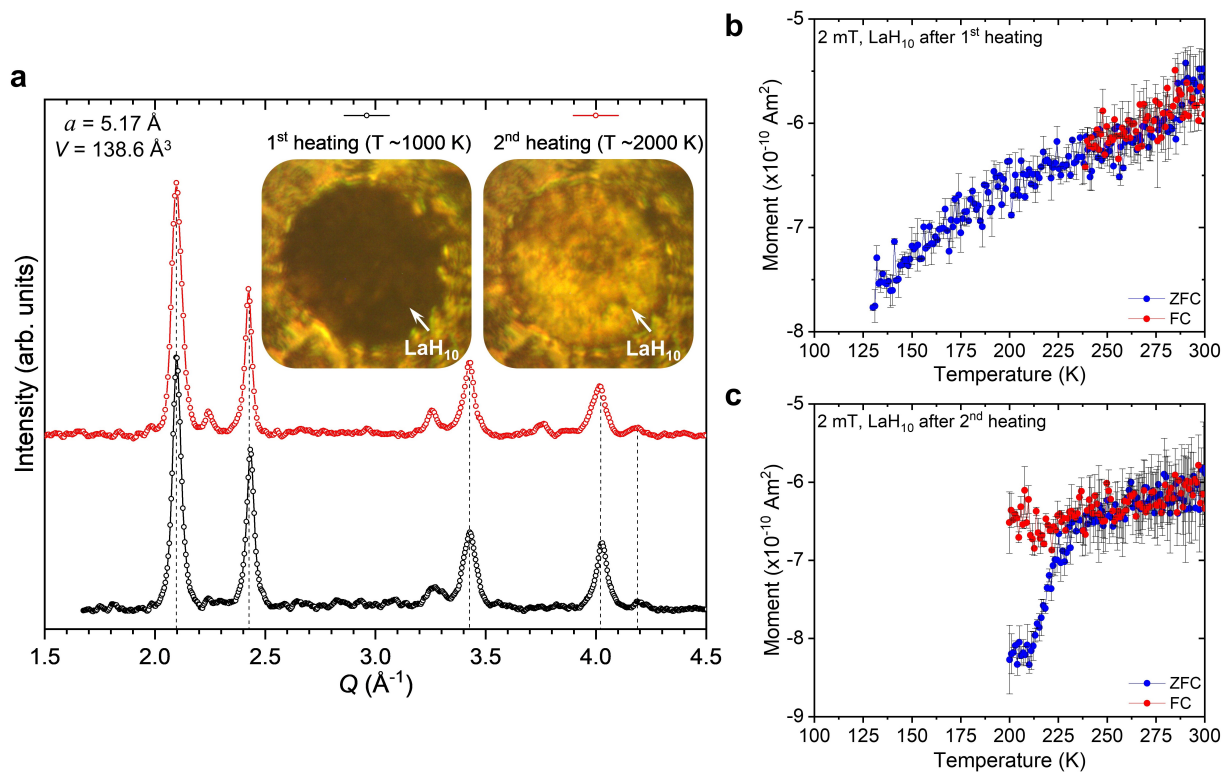 a
a = 5.17 Å
V = 138.6 Å³
1st heating (T ~1000 K)
2nd heating (T ~2000 K)
LaH10
LaH10
Intensity (arb. units)
1.5 2.0 2.5 3.0 3.5 4.0 4.5
Q (Å-1)
b
2 mT, LaH10 after 1st heating
-5
-6
-7
-8
Moment (x10-10 Am2)
ZFC
FC
100 125 150 175 200 225 250 275 300
Temperature (K)
c
2 mT, LaH10 after 2nd heating
-5
-6
-7
-8
-9
Moment (x10-10 Am2)
ZFC
FC
100 125 150 175 200 225 250 275 300
Temperature (K)